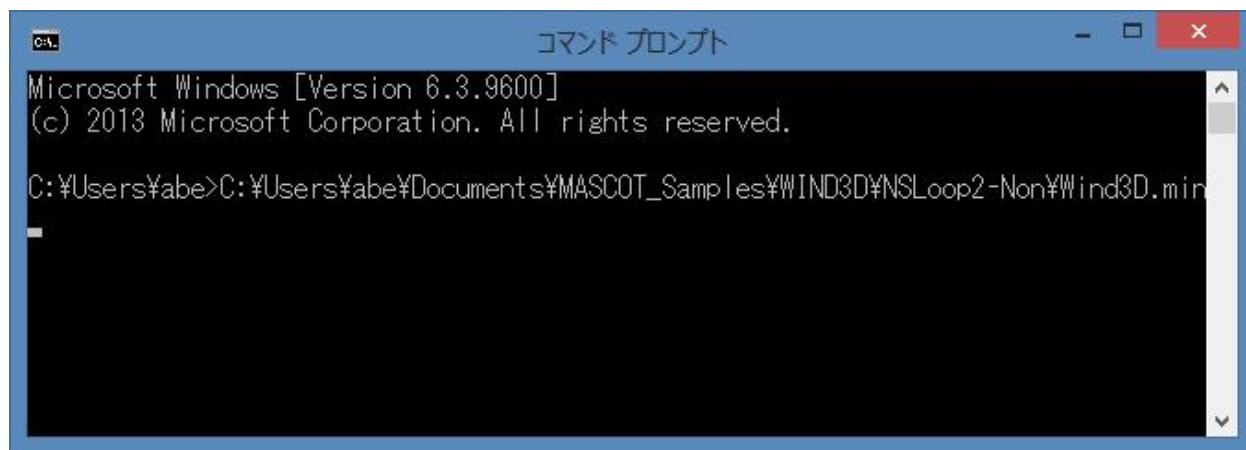 C:\.
コマンド プロンプト
Microsoft Windows [Version 6.3.9600]
(c) 2013 Microsoft Corporation. All rights reserved.
C:¥Users¥abe>C:¥Users¥abe¥Documents¥MASCOT_Samples¥WIND3D¥NSLoop2-Non¥Wind3D.min